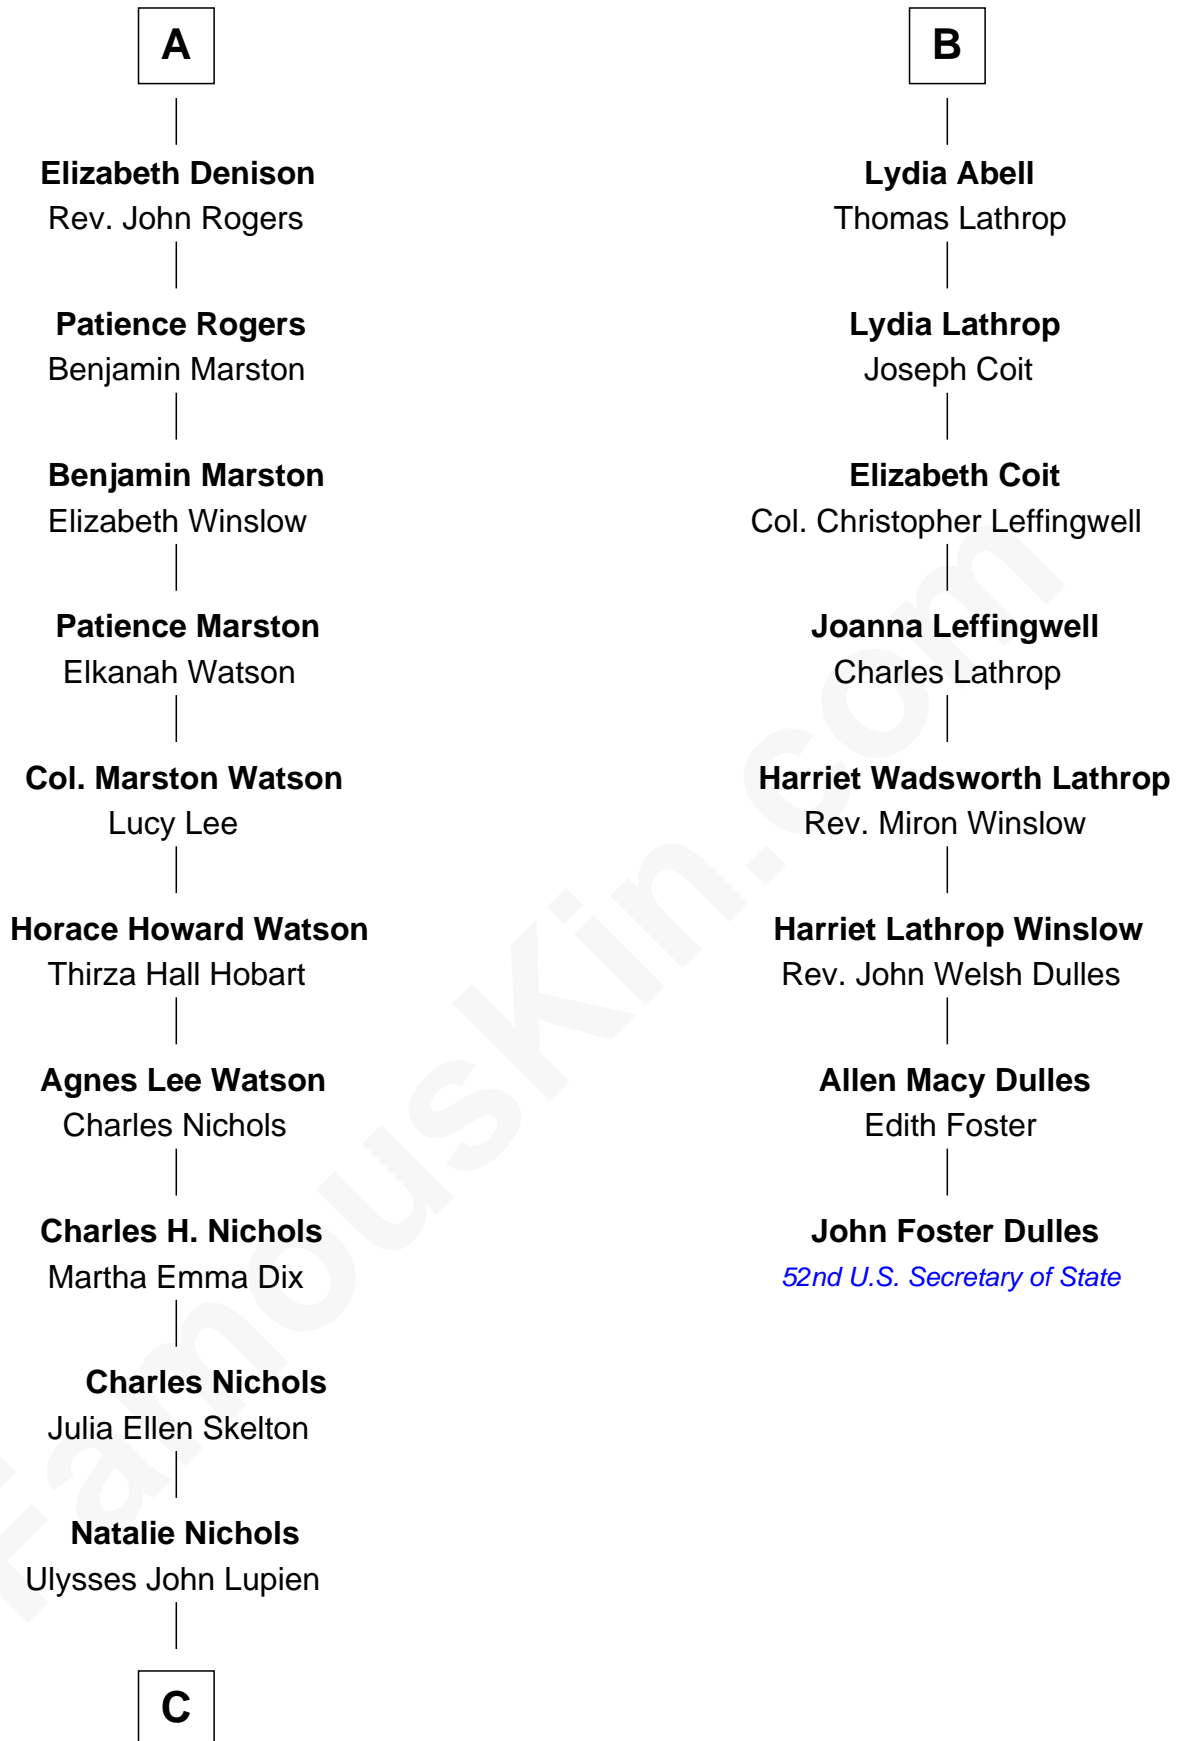 A
Elizabeth Denison
Rev. John Rogers
Patience Rogers
Benjamin Marston
Benjamin Marston
Elizabeth Winslow
Patience Marston
Elkanah Watson
Col. Marston Watson
Lucy Lee
Horace Howard Watson
Thirza Hall Hobart
Agnes Lee Watson
Charles Nichols
Charles H. Nichols
Martha Emma Dix
Charles Nichols
Julia Ellen Skelton
Natalie Nichols
Ulysses John Lupien
C
B
Lydia Abell
Thomas Lathrop
Lydia Lathrop
Joseph Coit
Elizabeth Coit
Col. Christopher Leffingwell
Joanna Leffingwell
Charles Lathrop
Harriet Wadsworth Lathrop
Rev. Miron Winslow
Harriet Lathrop Winslow
Rev. John Welsh Dulles
Allen Macy Dulles
Edith Foster
John Foster Dulles
52nd U.S. Secretary of State
FamousKin.com